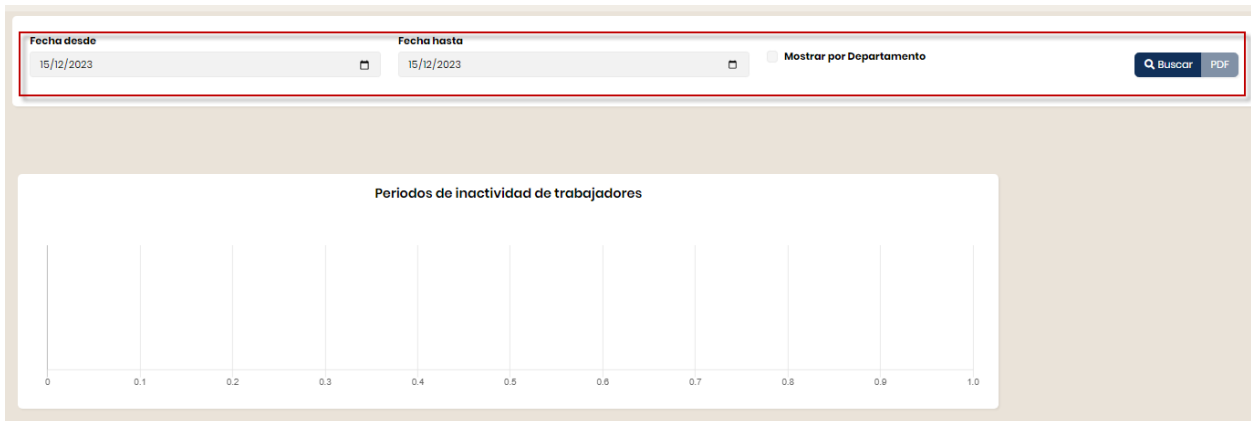 Fecha desde
Fecha hasta
15/12/2023
15/12/2023
Mostrar por Departamento
Buscar
PDF
Periodos de inactividad de trabajadores
0 0.1 0.2 0.3 0.4 0.5 0.6 0.7 0.8 0.9 1.0